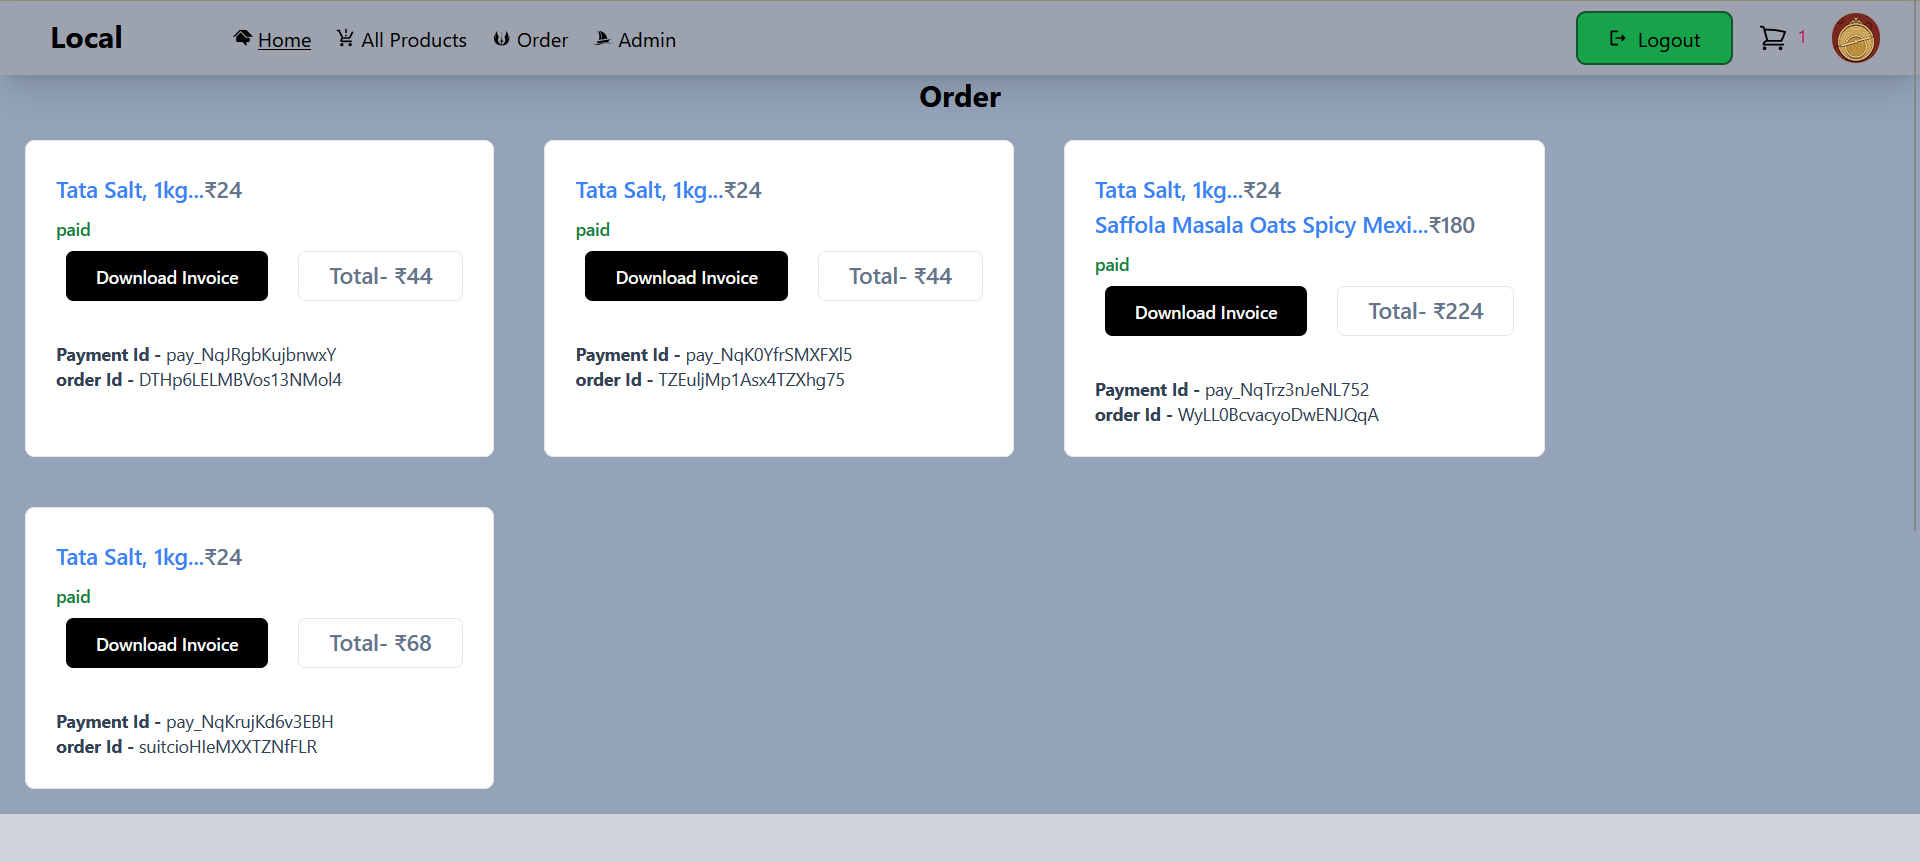 Local
Home
All Products
Order
Admin
Logout
1
Order
Tata Salt, 1kg...₹24
paid
Download Invoice
Total- ₹44
Payment Id - pay_NqJRgbKujbnwxY
order Id - DTHp6LELMBVos13NMol4
Tata Salt, 1kg...₹24
paid
Download Invoice
Total- ₹44
Payment Id - pay_NqK0YfrSMXFXl5
order Id - TZEuljMp1Asx4TZXhg75
Tata Salt, 1kg...₹24
Saffola Masala Oats Spicy Mexi...₹180
paid
Download Invoice
Total- ₹224
Payment Id - pay_NqTrz3nJeNL752
order Id - WyLL0BcvacyoDwENJQqA
Tata Salt, 1kg...₹24
paid
Download Invoice
Total- ₹68
Payment Id - pay_NqKrujKd6v3EBH
order Id - suitcioHIeMXXTZNfFLR